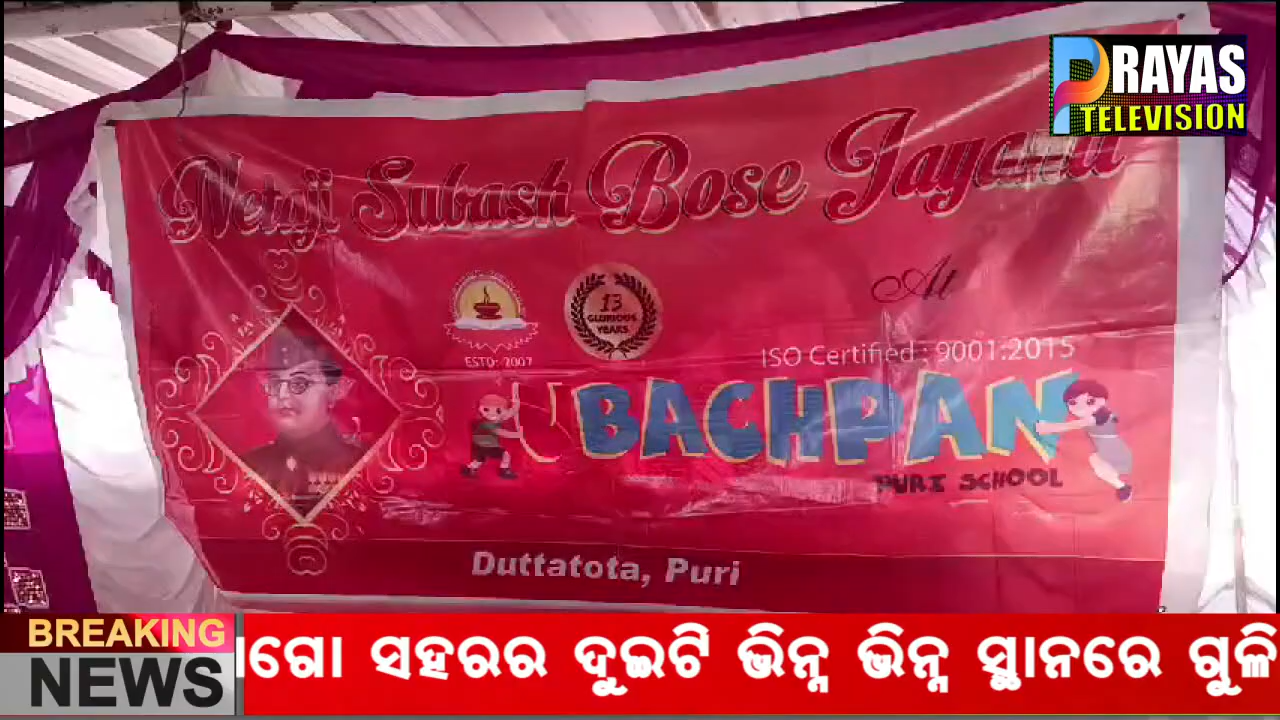 PRAYAS
TELEVISION
Netaji Subash Bose Jayanti
At
13
GLORIOUS
YEARS
ESTD: 2007
ISO Certified : 9001:2015
BACHPAN
PURI SCHOOL
Duttatota, Puri
BREAKING
NEWS
ସହରର ଦୁଇଟି ଭିନ୍ନ ଭିନ୍ନ ସ୍ଥାନରେ ଗୁଳି